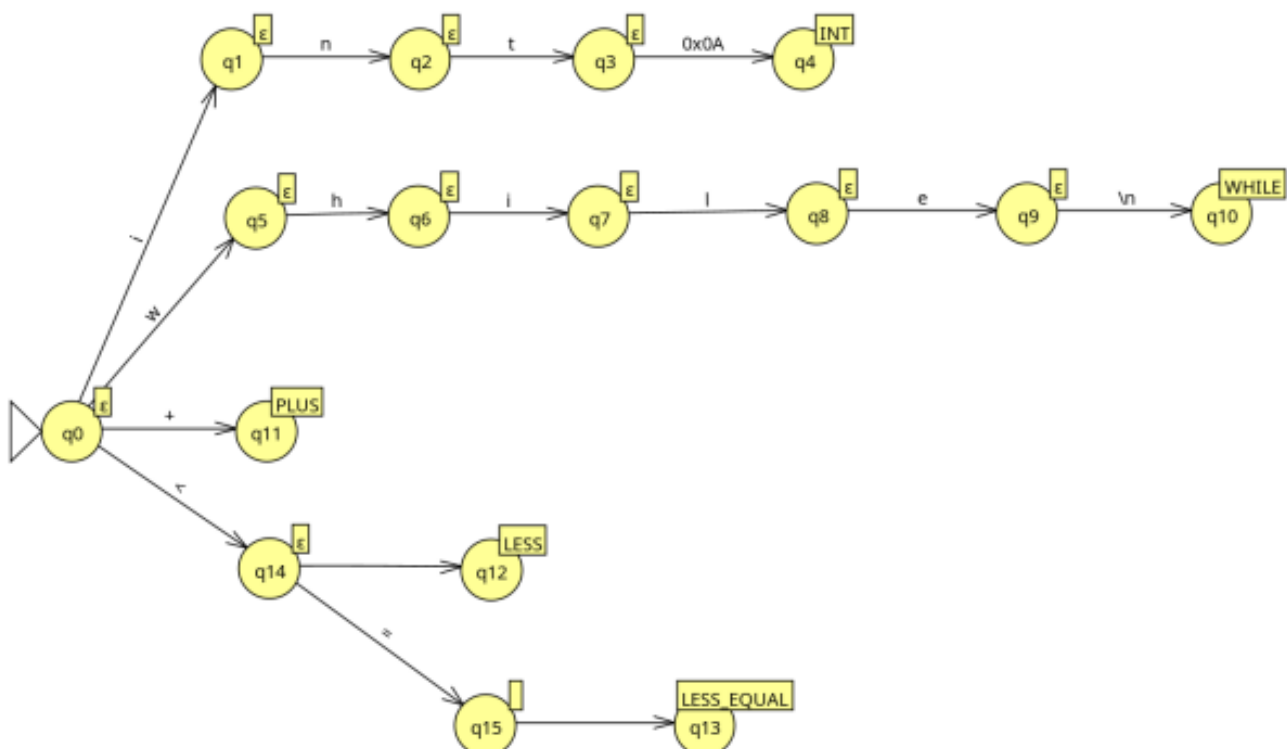 ε ε ε INT
q1 n q2 t q3 0x0A q4
ε ε ε ε ε WHILE
q5 h q6 i q7 l q8 e q9 \n q10
i
w
ε PLUS
q0 + q11
<
ε LESS
q14 q12
=
LESS_EQUAL
q15 q13